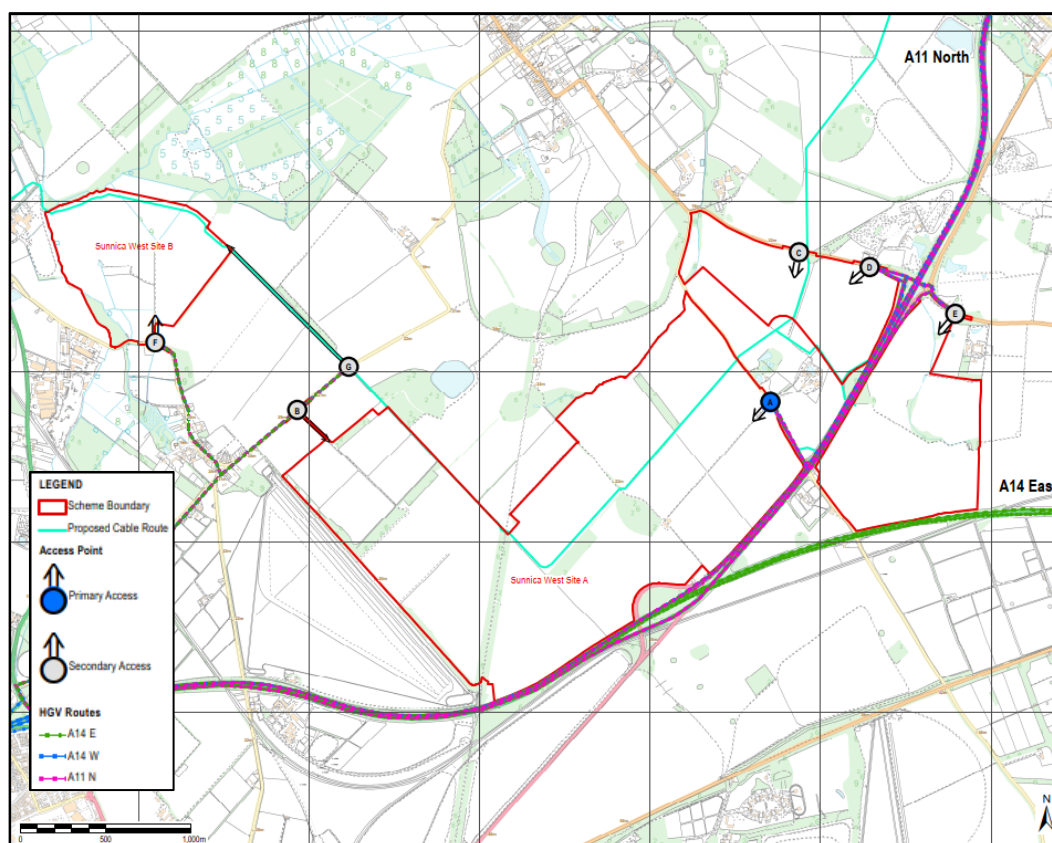 A11 North
Sunnica West Site B
C
D
E
F
G
A
B
A14 East
Sunnica West Site A
LEGEND
Scheme Boundary
Proposed Cable Route
Access Point
Primary Access
Secondary Access
HGV Routes
A14 E
A14 W
A11 N
0 500 1,000m
N